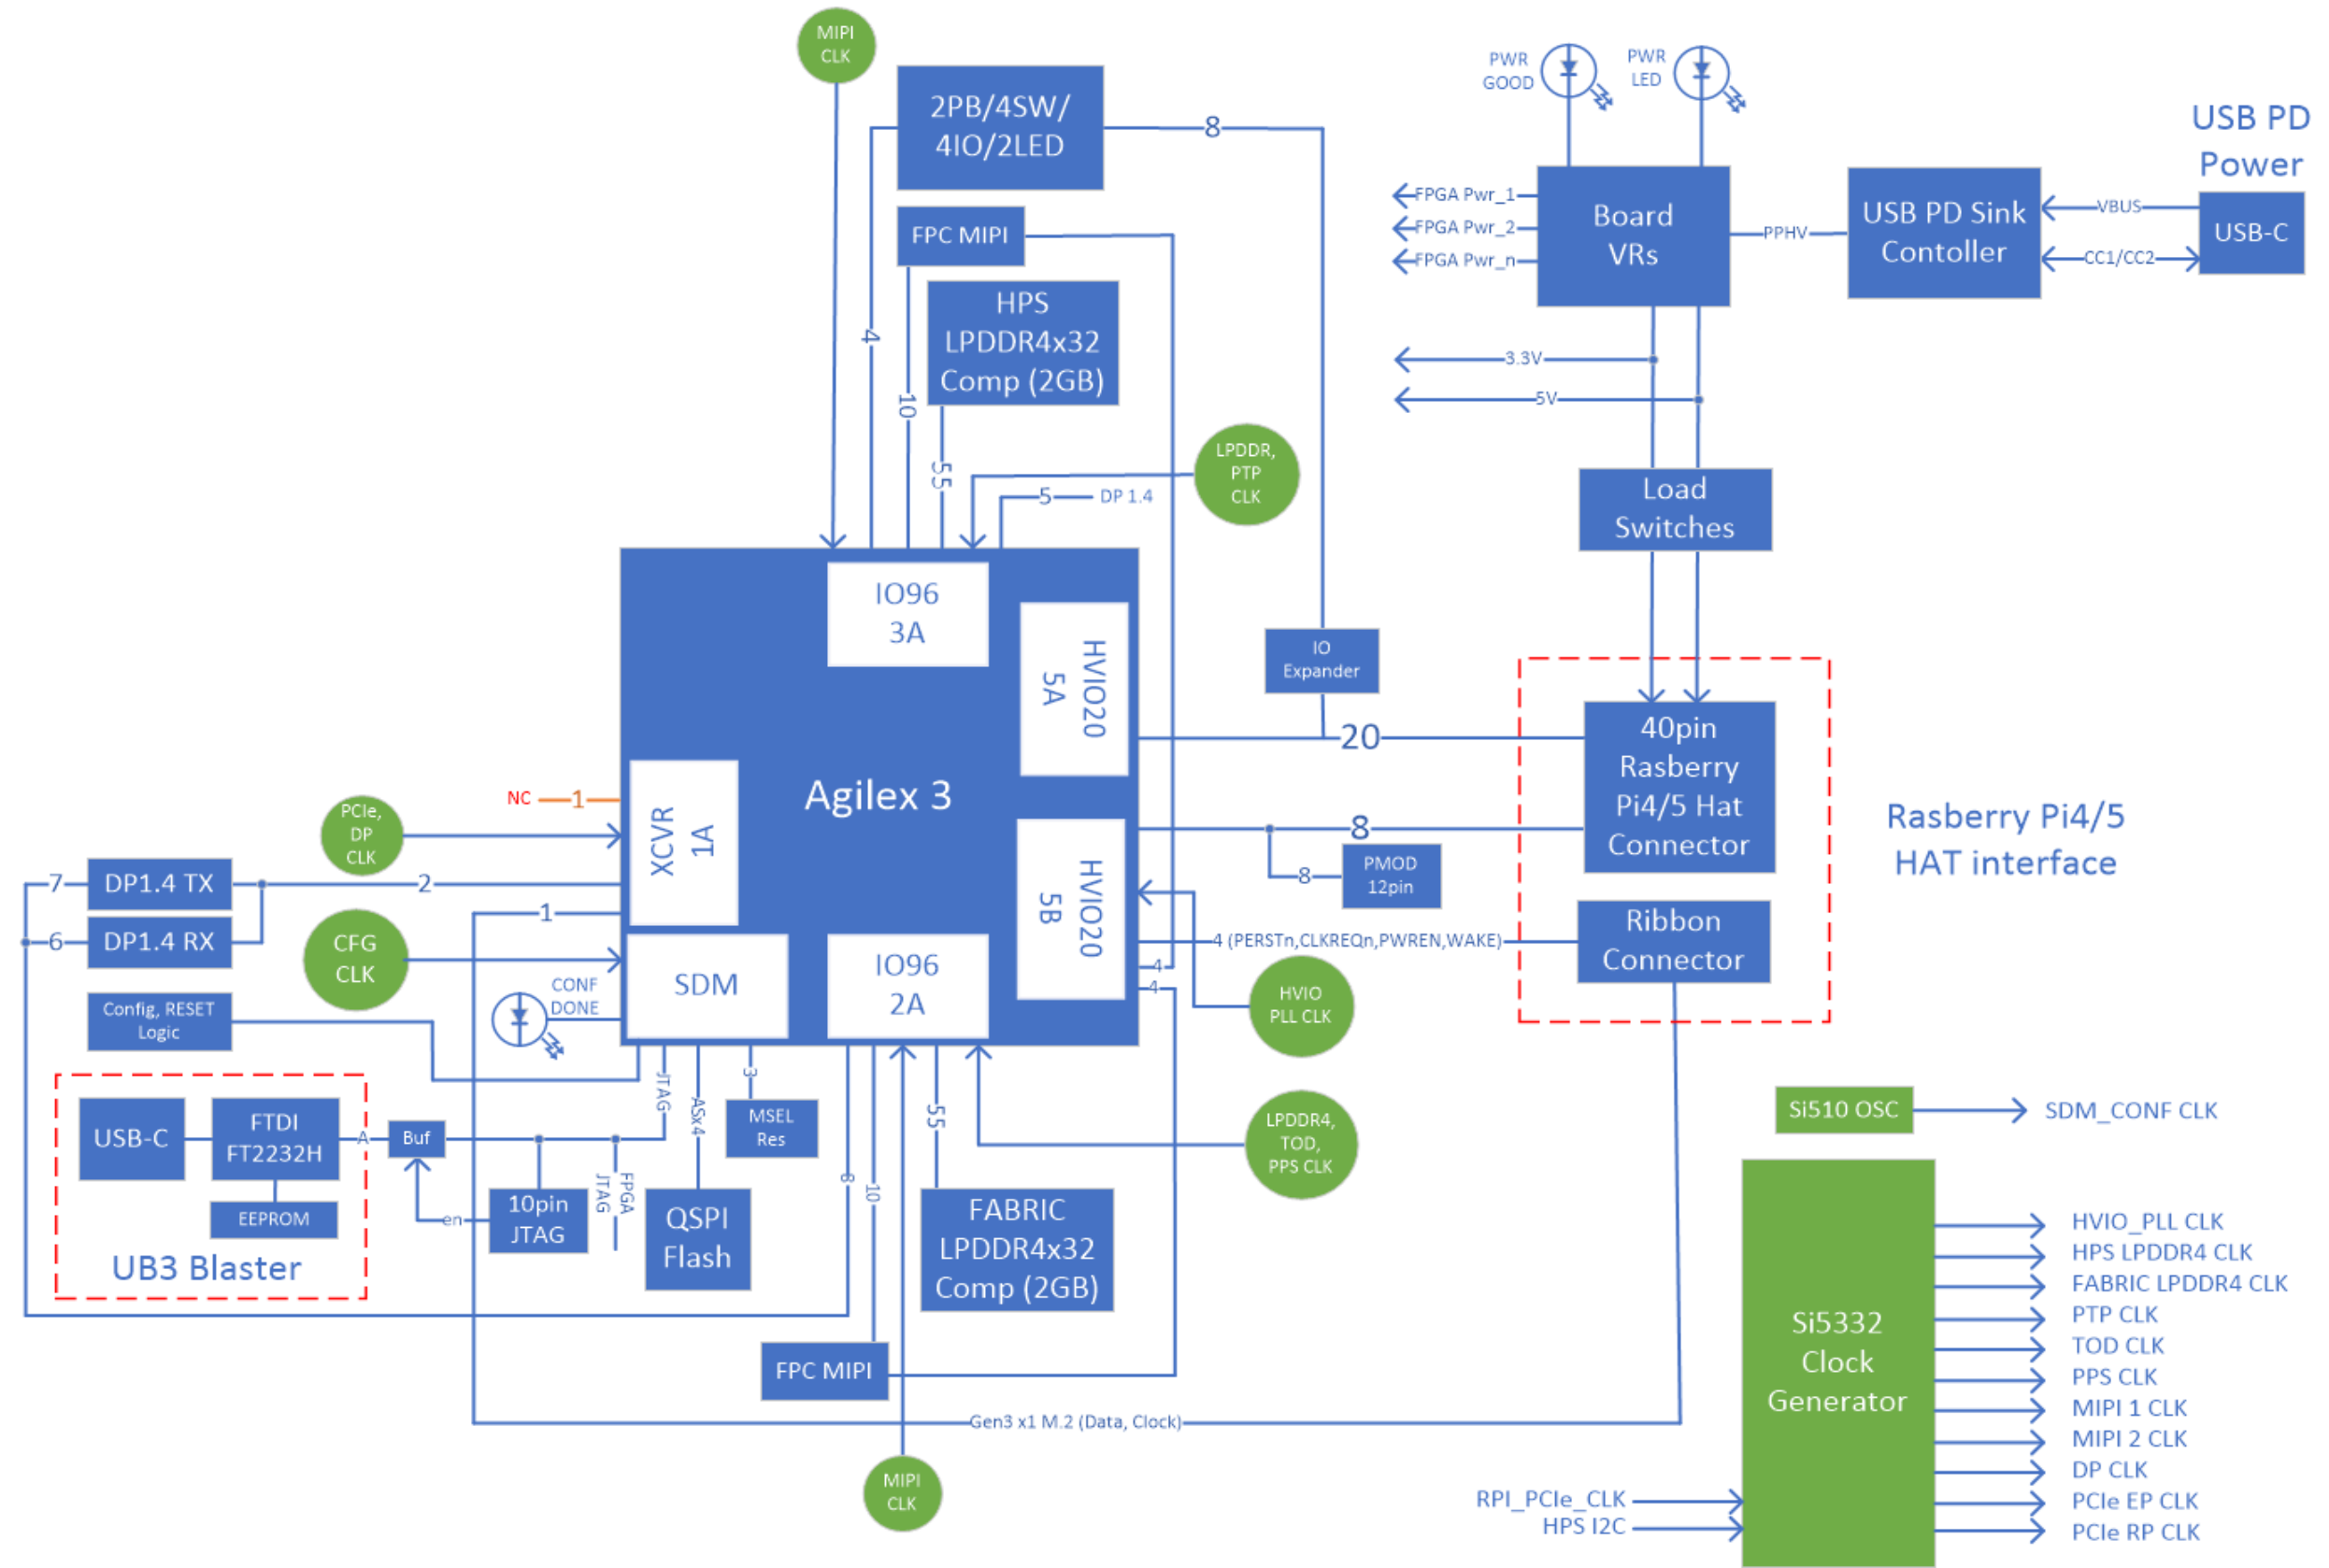 MIPI
CLK
2PB/4SW/
4IO/2LED
8
PWR
GOOD
PWR
LED
USB PD
Power
FPGA Pwr_1
FPGA Pwr_2
FPGA Pwr_n
Board
VRs
PPHV
USB PD Sink
Contoller
VBUS
CC1/CC2
USB-C
FPC MIPI
HPS
LPDDR4x32
Comp (2GB)
4
10
55
3.3V
5V
LPDDR,
PTP
CLK
5
DP 1.4
Load
Switches
IO96
3A
HVIO20
5A
IO
Expander
20
40pin
Rasberry
Pi4/5 Hat
Connector
Rasberry Pi4/5
HAT interface
Agilex 3
NC
1
PCIe,
DP
CLK
XCVR
1A
HVIO20
5B
8
8
PMOD
12pin
7
DP1.4 TX
2
1
6
DP1.4 RX
CFG
CLK
4 (PERSTn,CLKREQn,PWREN,WAKE)
Ribbon
Connector
4
4
SDM
IO96
2A
CONF
DONE
Config, RESET
Logic
HVIO
PLL CLK
JTAG
ASx4
3
MSEL
Res
USB-C
FTDI
FT2232H
A
Buf
EEPROM
UB3 Blaster
en
10pin
JTAG
FPGA
JTAG
QSPI
Flash
8
10
55
FABRIC
LPDDR4x32
Comp (2GB)
LPDDR4,
TOD,
PPS CLK
FPC MIPI
Gen3 x1 M.2 (Data, Clock)
MIPI
CLK
Si510 OSC
SDM_CONF CLK
Si5332
Clock
Generator
HVIO_PLL CLK
HPS LPDDR4 CLK
FABRIC LPDDR4 CLK
PTP CLK
TOD CLK
PPS CLK
MIPI 1 CLK
MIPI 2 CLK
DP CLK
PCIe EP CLK
PCIe RP CLK
RPI_PCIe_CLK
HPS I2C